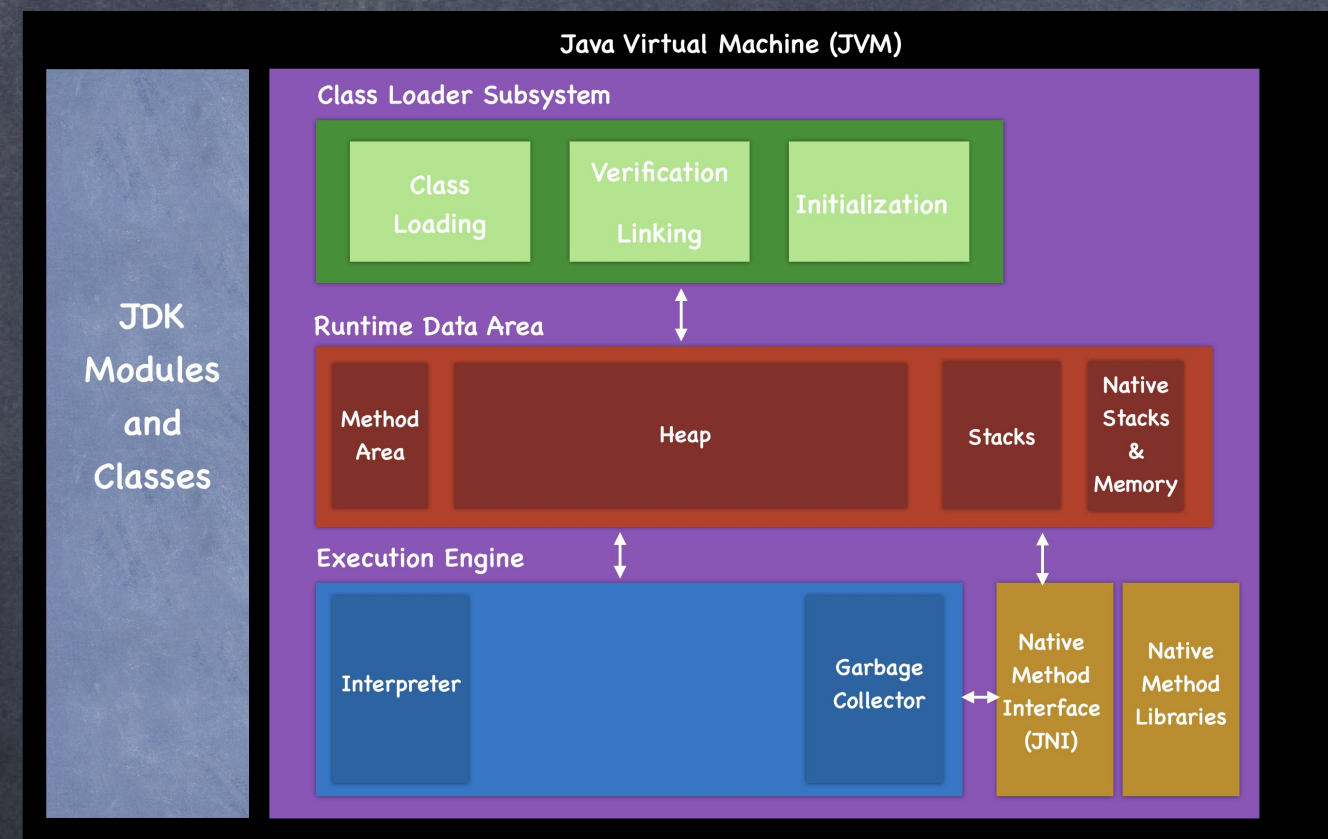 Java Virtual Machine (JVM)
JDK
Modules
and
Classes
Class Loader Subsystem
Class
Loading
Verification
Linking
Initialization
Runtime Data Area
Method
Area
Heap
Stacks
Native
Stacks
&
Memory
Execution Engine
Interpreter
Garbage
Collector
Native
Method
Interface
(JNI)
Native
Method
Libraries